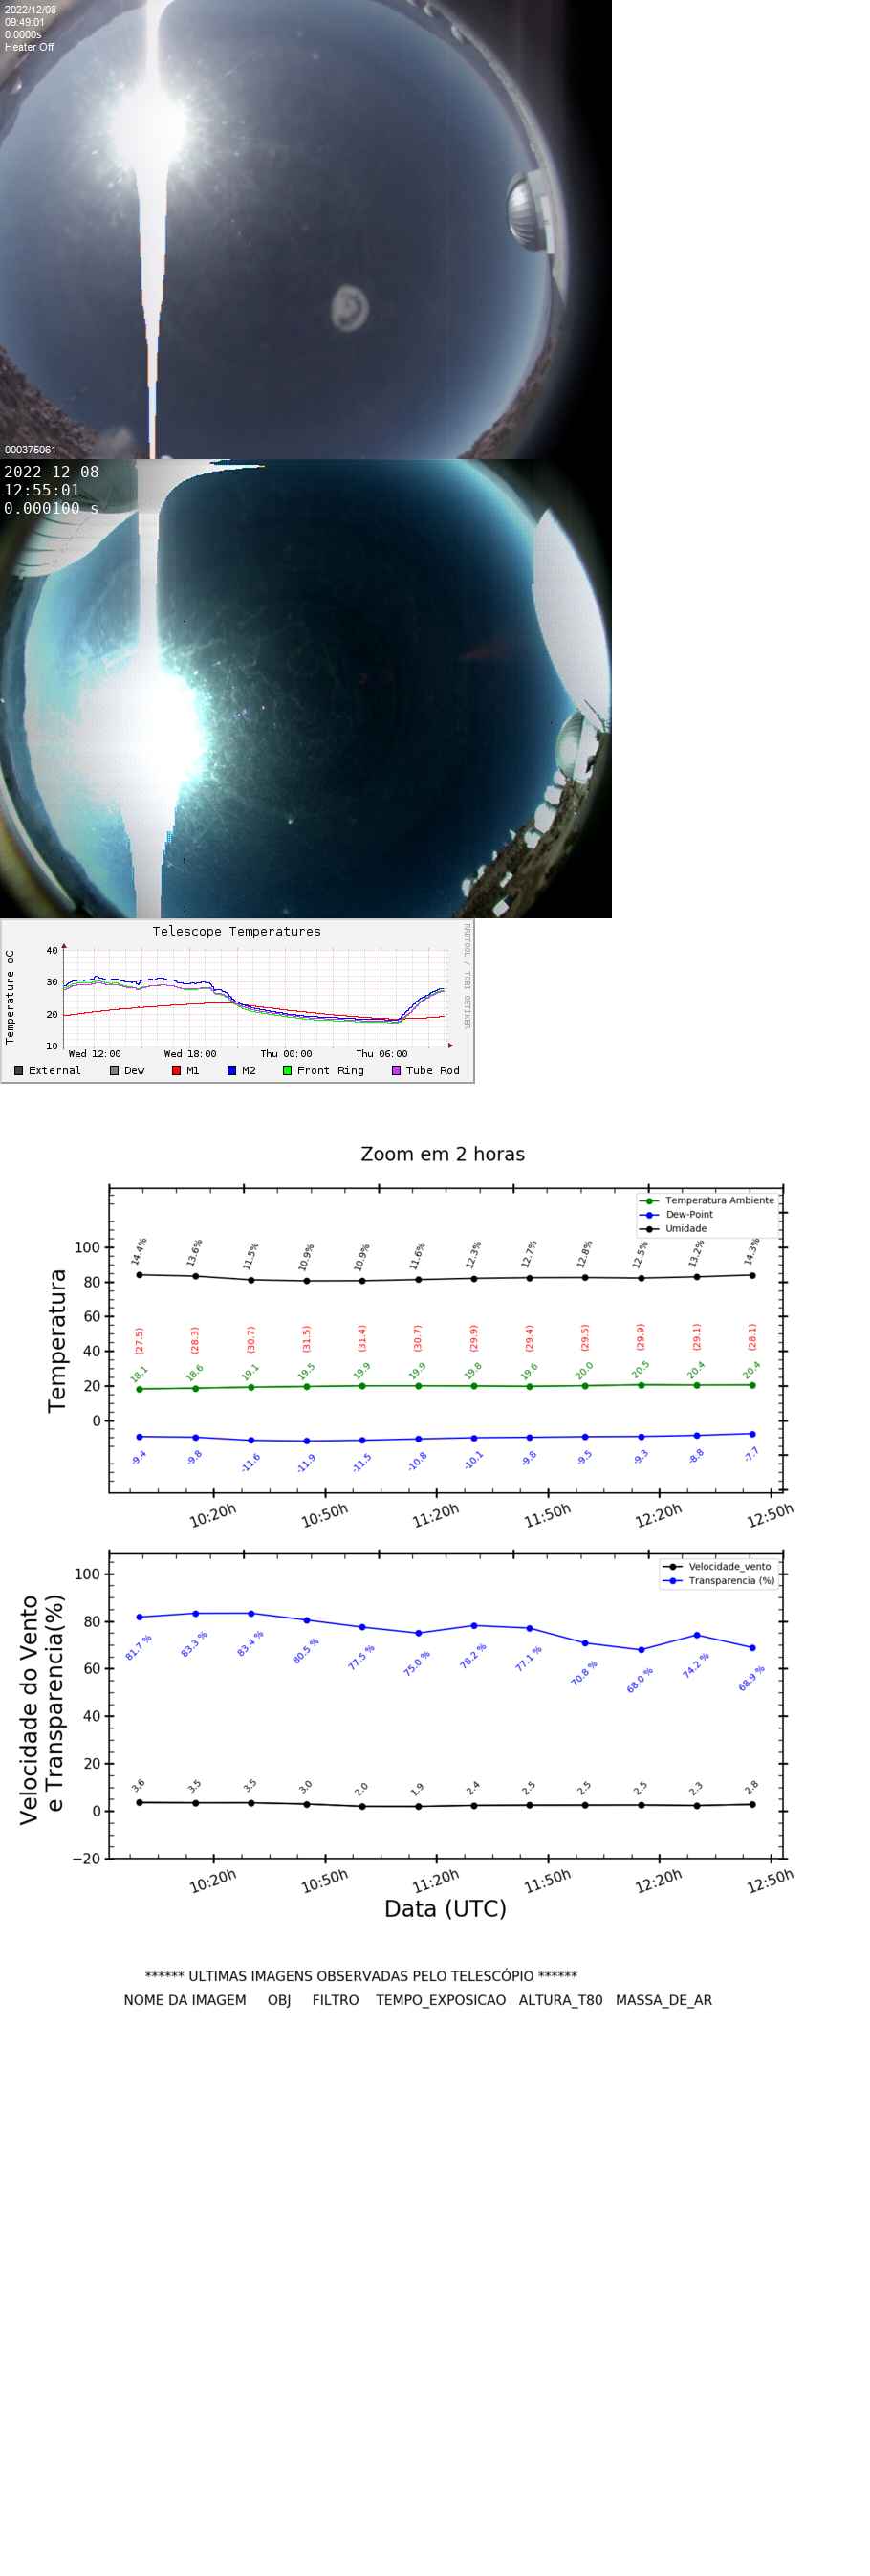 2022/12/08
09:49:01
0.0000s
Heater Off
000375061
2022-12-08
12:55:01
0.000100 s
Telescope Temperatures
RRDTOOL / TOBI OETIKER
Temperature oC
40
30
20
10
Wed 12:00 Wed 18:00 Thu 00:00 Thu 06:00
External Dew M1 M2 Front Ring Tube Rod
Zoom em 2 horas
Temperatura Ambiente
Dew-Point
Umidade
Temperatura
100
80
60
40
20
0
14.4% 13.6% 11.5% 10.9% 10.9% 11.6% 12.3% 12.7% 12.8% 12.5% 13.2% 14.3%
(27.5) (28.3) (30.7) (31.5) (31.4) (30.7) (29.9) (29.4) (29.5) (29.9) (29.1) (28.1)
18.1 18.6 19.1 19.5 19.9 19.9 19.8 19.6 20.0 20.5 20.4 20.4
-9.4 -9.8 -11.6 -11.9 -11.5 -10.8 -10.1 -9.8 -9.5 -9.3 -8.8 -7.7
10:20h 10:50h 11:20h 11:50h 12:20h 12:50h
Velocidade_vento
Transparencia (%)
Velocidade do Vento
e Transparencia(%)
100
80
60
40
20
0
−20
81.7 % 83.3 % 83.4 % 80.5 % 77.5 % 75.0 % 78.2 % 77.1 % 70.8 % 68.0 % 74.2 % 68.9 %
3.6 3.5 3.5 3.0 2.0 1.9 2.4 2.5 2.5 2.5 2.3 2.8
10:20h 10:50h 11:20h 11:50h 12:20h 12:50h
Data (UTC)
****** ULTIMAS IMAGENS OBSERVADAS PELO TELESCÓPIO ******
NOME DA IMAGEM OBJ FILTRO TEMPO_EXPOSICAO ALTURA_T80 MASSA_DE_AR